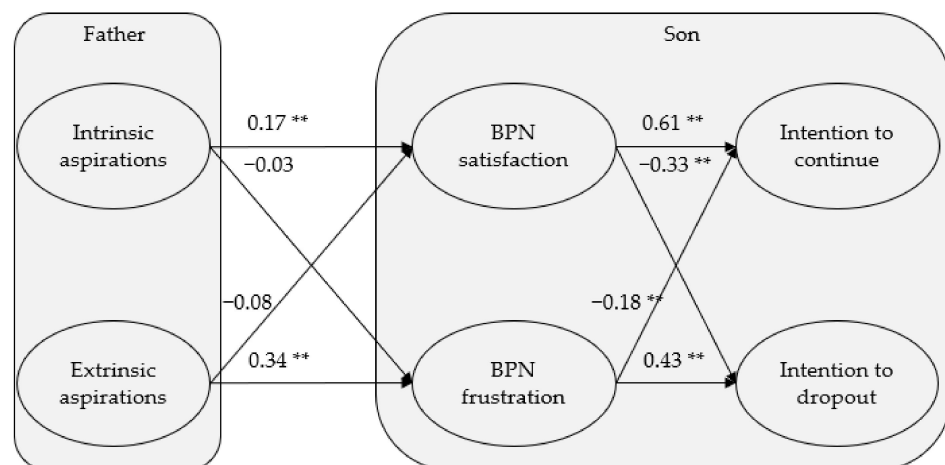 Father
Son
Intrinsic
aspirations
0.17 **
−0.03
BPN
satisfaction
0.61 **
−0.33 **
Intention to
continue
−0.08
0.34 **
−0.18 **
0.43 **
Extrinsic
aspirations
BPN
frustration
Intention to
dropout